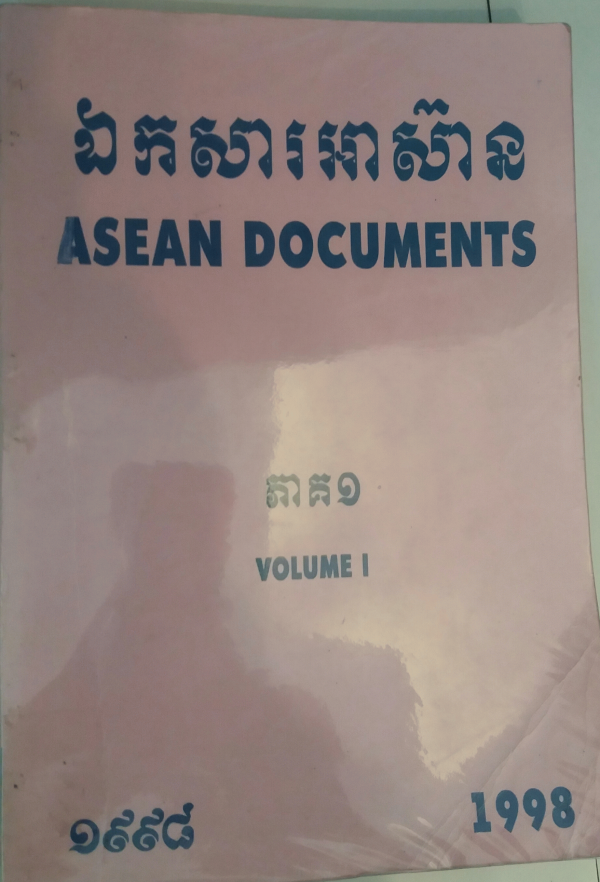 ឯកសារអាស៊ាន
ASEAN DOCUMENTS
ភាគ១
VOLUME I
១៩៩៨
1998